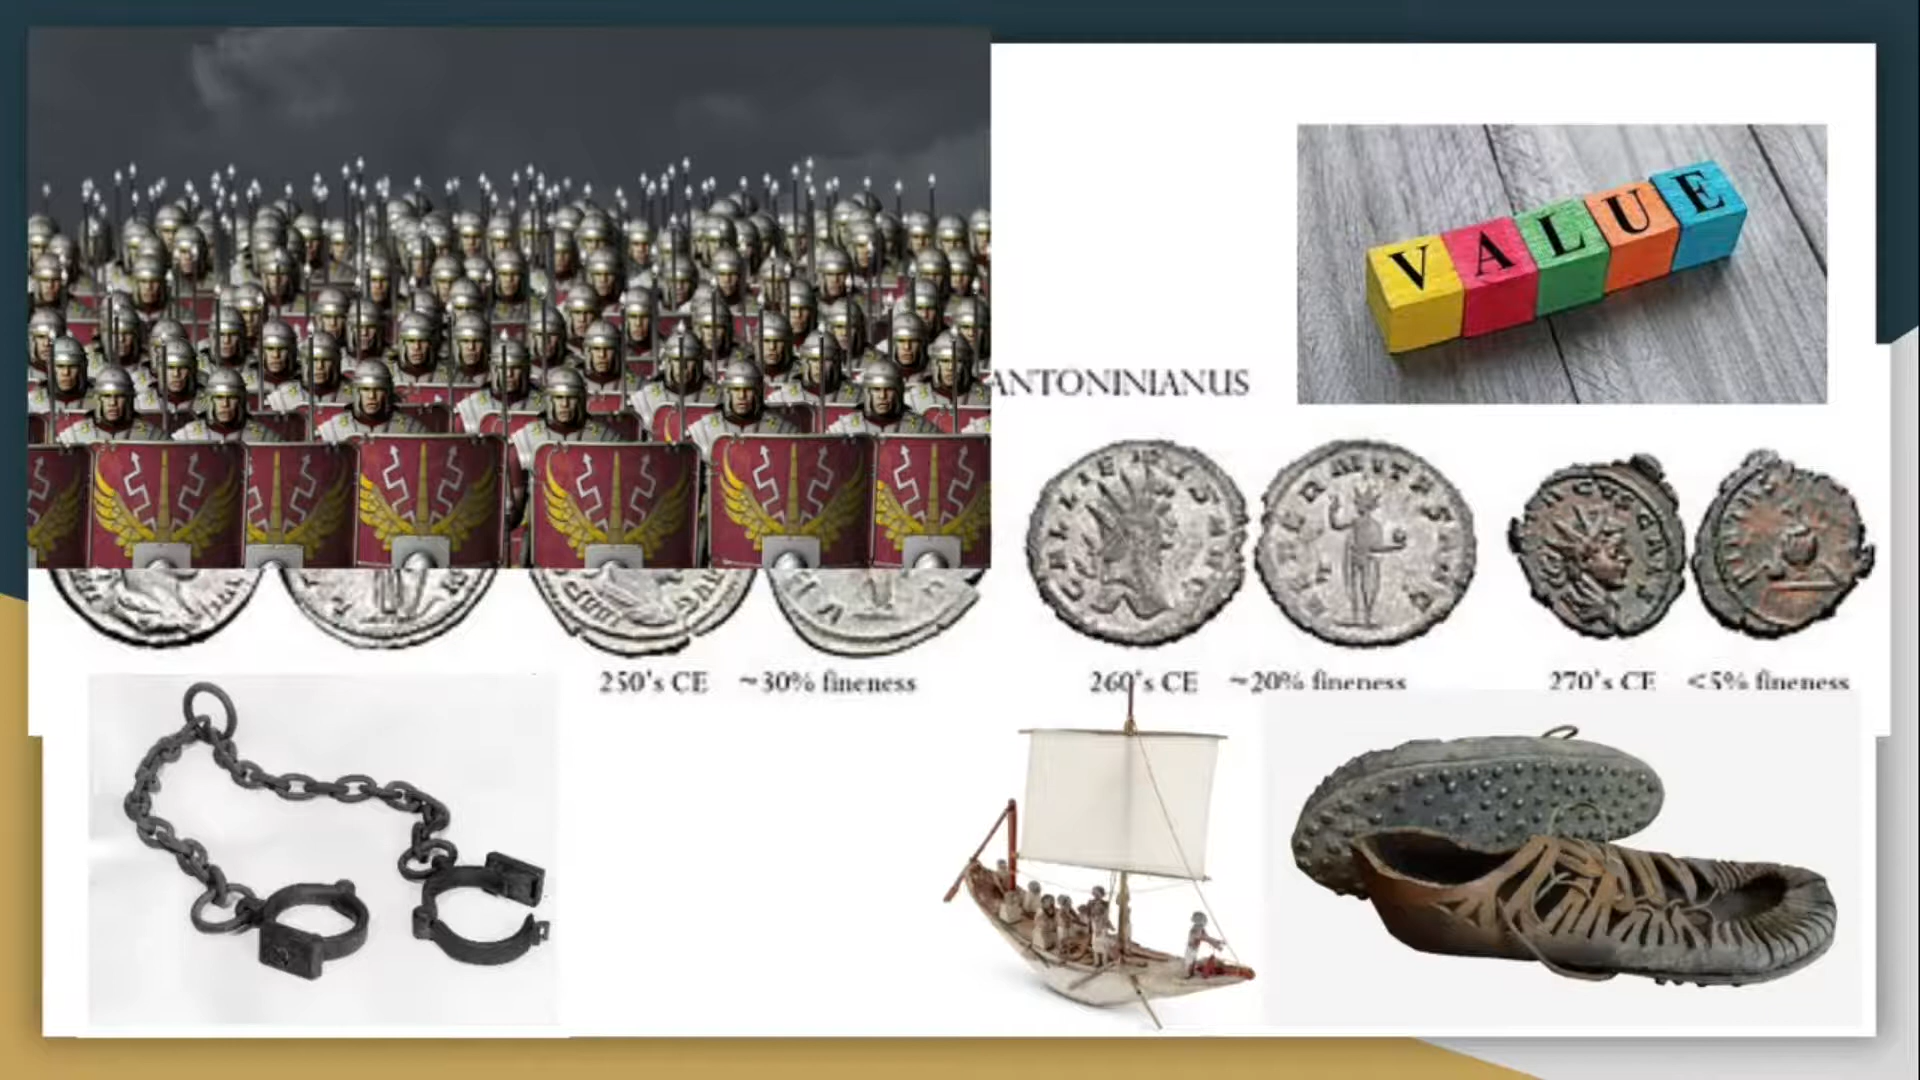 VALUE
ANTONINIANUS
250's CE ~30% fineness
260's CE ~20% fineness
270's CE <5% fineness